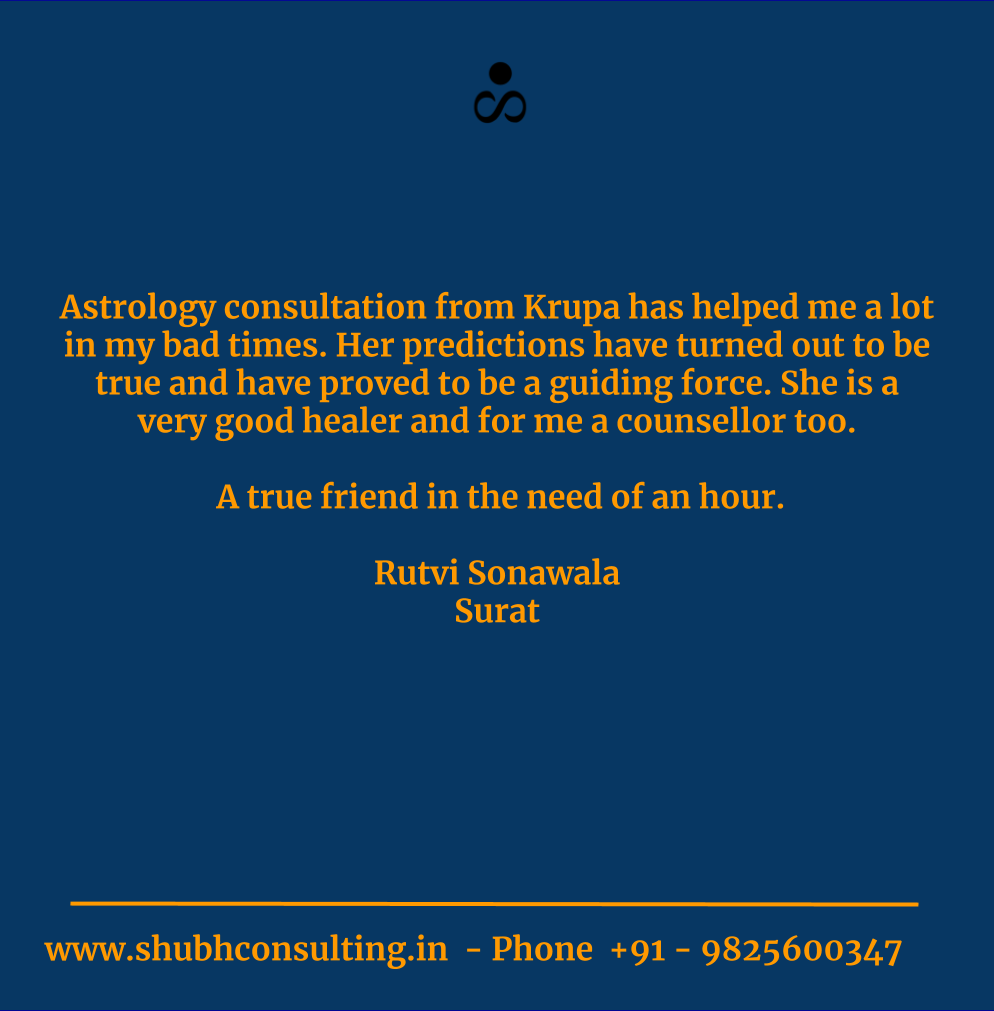 Astrology consultation from Krupa has helped me a lot
in my bad times. Her predictions have turned out to be
true and have proved to be a guiding force. She is a
very good healer and for me a counsellor too.
A true friend in the need of an hour.
Rutvi Sonawala
Surat
www.shubhconsulting.in - Phone +91 - 9825600347